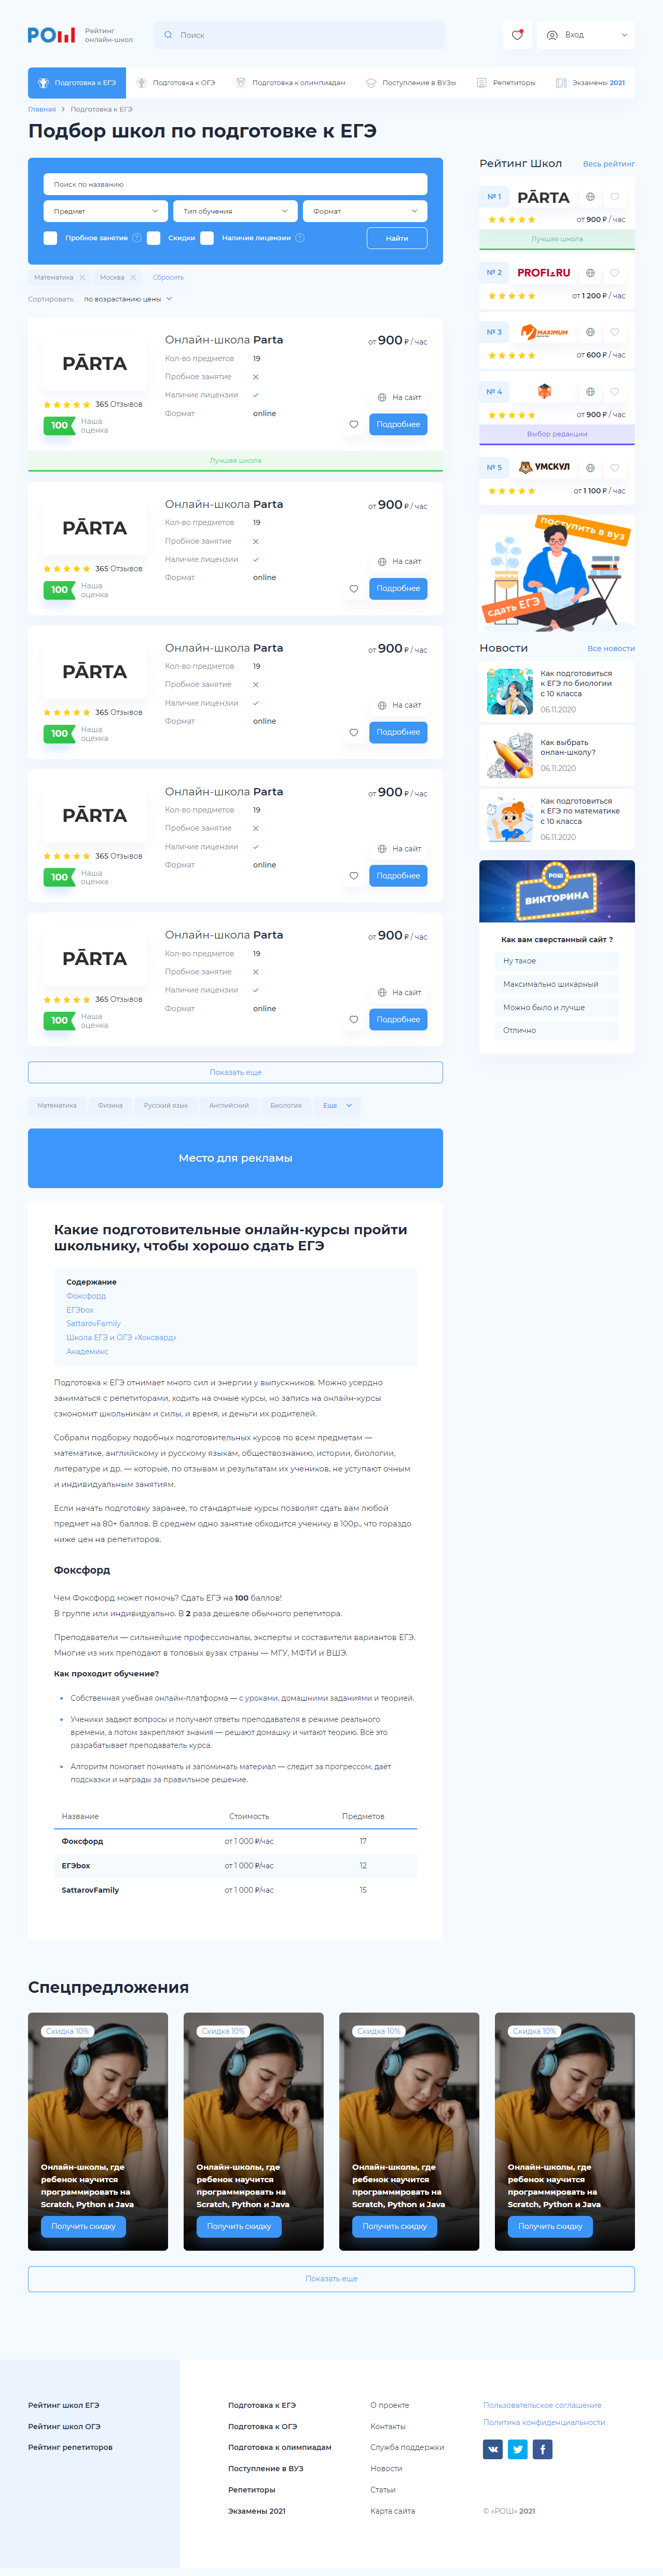 РОШ
Рейтинг
онлайн-школ
Поиск
Вход
Подготовка к ЕГЭ
Подготовка к ОГЭ
Подготовка к олимпиадам
Поступление в ВУЗы
Репетиторы
Экзамены 2021
Главная > Подготовка к ЕГЭ
Подбор школ по подготовке к ЕГЭ
Поиск по названию
Предмет
Тип обучения
Формат
Пробное занятие ?
Скидки
Наличие лицензии ?
Найти
Математика
Москва
Сбросить
Сортировать: по возрастанию цены
PĀRTA
365 Отзывов
100
Наша
оценка
Онлайн-школа Parta
Кол-во предметов 19
Пробное занятие
Наличие лицензии
Формат online
от 900 ₽ / час
На сайт
Подробнее
Лучшая школа
PĀRTA
365 Отзывов
100
Наша
оценка
Онлайн-школа Parta
Кол-во предметов 19
Пробное занятие
Наличие лицензии
Формат online
от 900 ₽ / час
На сайт
Подробнее
PĀRTA
365 Отзывов
100
Наша
оценка
Онлайн-школа Parta
Кол-во предметов 19
Пробное занятие
Наличие лицензии
Формат online
от 900 ₽ / час
На сайт
Подробнее
PĀRTA
365 Отзывов
100
Наша
оценка
Онлайн-школа Parta
Кол-во предметов 19
Пробное занятие
Наличие лицензии
Формат online
от 900 ₽ / час
На сайт
Подробнее
PĀRTA
365 Отзывов
100
Наша
оценка
Онлайн-школа Parta
Кол-во предметов 19
Пробное занятие
Наличие лицензии
Формат online
от 900 ₽ / час
На сайт
Подробнее
Показать еще
Математика
Физика
Русский язык
Английский
Биология
Еще
Место для рекламы
Рейтинг Школ
Весь рейтинг
№ 1
PĀRTA
от 900 ₽ / час
Лучшая школа
№ 2
PROFI.RU
от 1 200 ₽ / час
№ 3
MAXIMUM
от 600 ₽ / час
№ 4
от 900 ₽ / час
Выбор редакции
№ 5
УМСКУЛ
от 1 100 ₽ / час
поступить в вуз
сдать ЕГЭ
Новости
Все новости
Как подготовиться
к ЕГЭ по биологии
с 10 класса
06.11.2020
Как выбрать
онлан-школу?
06.11.2020
Как подготовиться
к ЕГЭ по математике
с 10 класса
06.11.2020
РОШ
ВИКТОРИНА
Как вам сверстанный сайт ?
Ну такое
Максимально шикарный
Можно было и лучше
Отлично
Какие подготовительные онлайн-курсы пройти
школьнику, чтобы хорошо сдать ЕГЭ
Содержание
Фоксфорд
ЕГЭbox
SattarovFamily
Школа ЕГЭ и ОГЭ «Хоксвард»
Академикс
Подготовка к ЕГЭ отнимает много сил и энергии у выпускников. Можно усердно
заниматься с репетиторами, ходить на очные курсы, но запись на онлайн-курсы
сэкономит школьникам и силы, и время, и деньги их родителей.
Собрали подборку подобных подготовительных курсов по всем предметам —
математике, английскому и русскому языкам, обществознанию, истории, биологии,
литературе и др. — которые, по отзывам и результатам их учеников, не уступают очным
и индивидуальным занятиям.
Если начать подготовку заранее, то стандартные курсы позволят сдать вам любой
предмет на 80+ баллов. В среднем одно занятие обходится ученику в 100р., что гораздо
ниже цен на репетиторов.
Фоксфорд
Чем Фоксфорд может помочь? Сдать ЕГЭ на 100 баллов!
В группе или индивидуально. В 2 раза дешевле обычного репетитора.
Преподаватели — сильнейшие профессионалы, эксперты и составители вариантов ЕГЭ.
Многие из них преподают в топовых вузах страны — МГУ, МФТИ и ВШЭ.
Как проходит обучение?
Собственная учебная онлайн-платформа — с уроками, домашними заданиями и теорией.
Ученики задают вопросы и получают ответы преподавателя в режиме реального
времени, а потом закрепляют знания — решают домашку и читают теорию. Всё это
разрабатывает преподаватель курса.
Алгоритм помогает понимать и запоминать материал — следит за прогрессом, даёт
подсказки и награды за правильное решение.
Название Стоимость Предметов
Фоксфорд от 1 000 ₽/час 17
ЕГЭbox от 1 000 ₽/час 12
SattarovFamily от 1 000 ₽/час 15
Спецпредложения
Скидка 10%
Онлайн-школы, где
ребенок научится
программировать на
Scratch, Python и Java
Получить скидку
Скидка 10%
Онлайн-школы, где
ребенок научится
программировать на
Scratch, Python и Java
Получить скидку
Скидка 10%
Онлайн-школы, где
ребенок научится
программировать на
Scratch, Python и Java
Получить скидку
Скидка 10%
Онлайн-школы, где
ребенок научится
программировать на
Scratch, Python и Java
Получить скидку
Показать еще
Рейтинг школ ЕГЭ
Рейтинг школ ОГЭ
Рейтинг репетиторов
Подготовка к ЕГЭ
Подготовка к ОГЭ
Подготовка к олимпиадам
Поступление в ВУЗ
Репетиторы
Экзамены 2021
О проекте
Контакты
Служба поддержки
Новости
Статьи
Карта сайта
Пользовательское соглашение
Политика конфиденциальности
© «РОШ» 2021